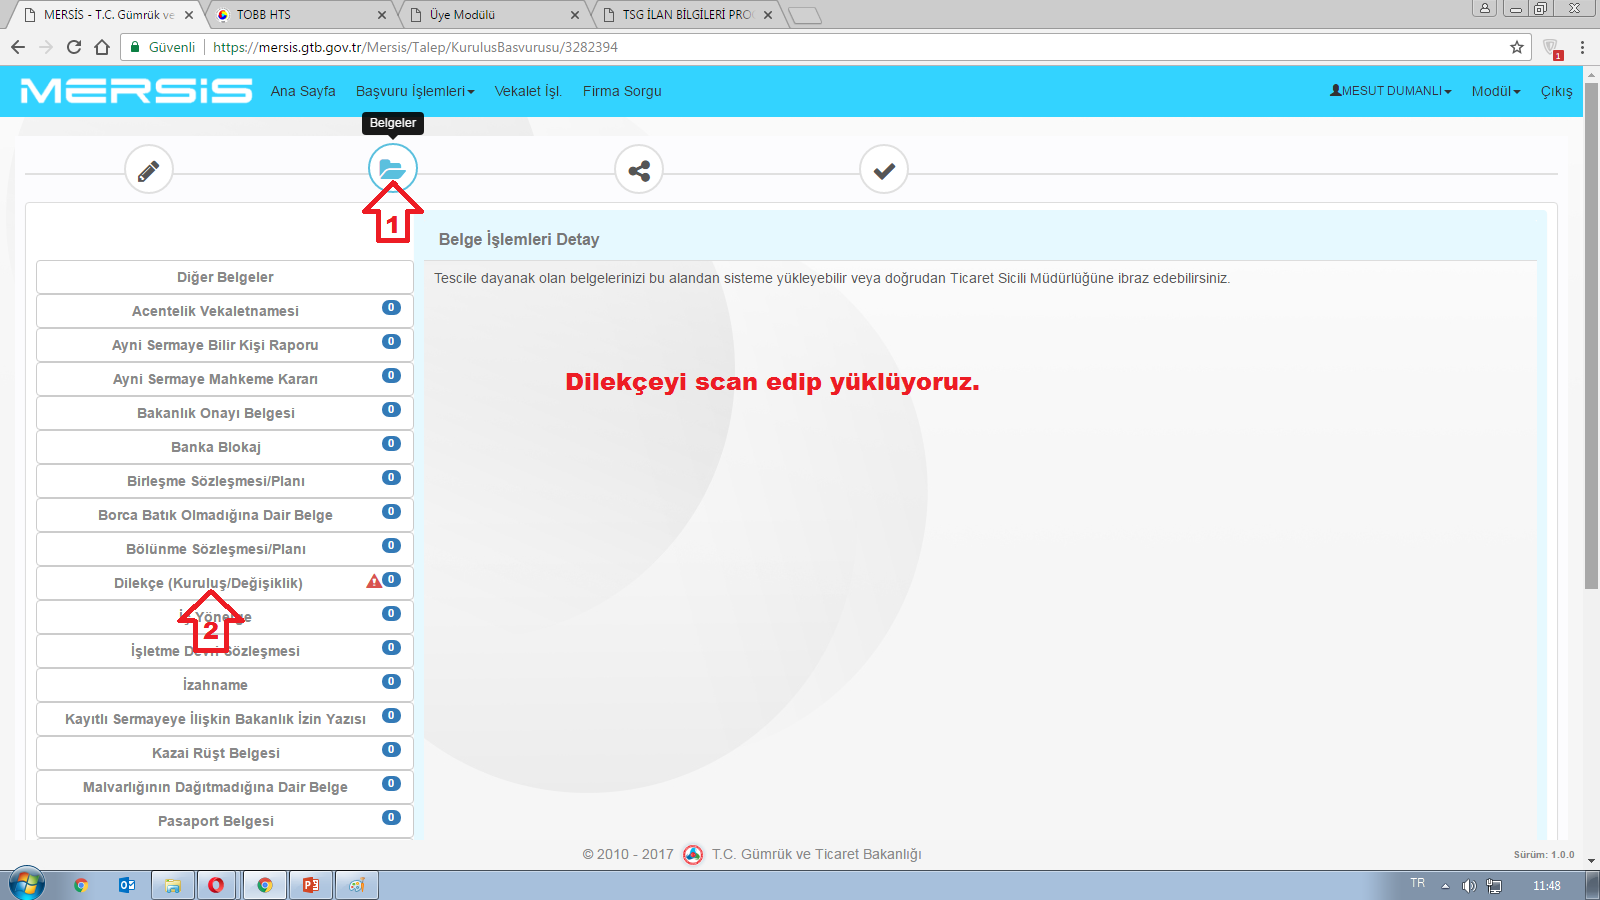 MERSİS - T.C. Gümrük ve
TOBB HTS
Üye Modülü
TSG İLAN BİLGİLERİ PRO
Güvenli
https://mersis.gtb.gov.tr/Mersis/Talep/KurulusBasvurusu/3282394
1
MERSiS
Ana Sayfa
Başvuru İşlemleri
Vekalet İşl.
Firma Sorgu
MESUT DUMANLI
Modül
Çıkış
Belgeler
1
Belge İşlemleri Detay
Tescile dayanak olan belgelerinizi bu alandan sisteme yükleyebilir veya doğrudan Ticaret Sicili Müdürlüğüne ibraz edebilirsiniz.
Dilekçeyi scan edip yüklüyoruz.
Diğer Belgeler
Acentelik Vekaletnamesi 0
Ayni Sermaye Bilir Kişi Raporu 0
Ayni Sermaye Mahkeme Kararı 0
Bakanlık Onayı Belgesi 0
Banka Blokaj 0
Birleşme Sözleşmesi/Planı 0
Borca Batık Olmadığına Dair Belge 0
Bölünme Sözleşmesi/Planı 0
Dilekçe (Kuruluş/Değişiklik) 0
2
İç Yönerge 0
İşletme Devri Sözleşmesi 0
İzahname 0
Kayıtlı Sermayeye İlişkin Bakanlık İzin Yazısı 0
Kazai Rüşt Belgesi 0
Malvarlığının Dağıtmadığına Dair Belge 0
Pasaport Belgesi 0
© 2010 - 2017 T.C. Gümrük ve Ticaret Bakanlığı
Sürüm: 1.0.0
TR
11:48